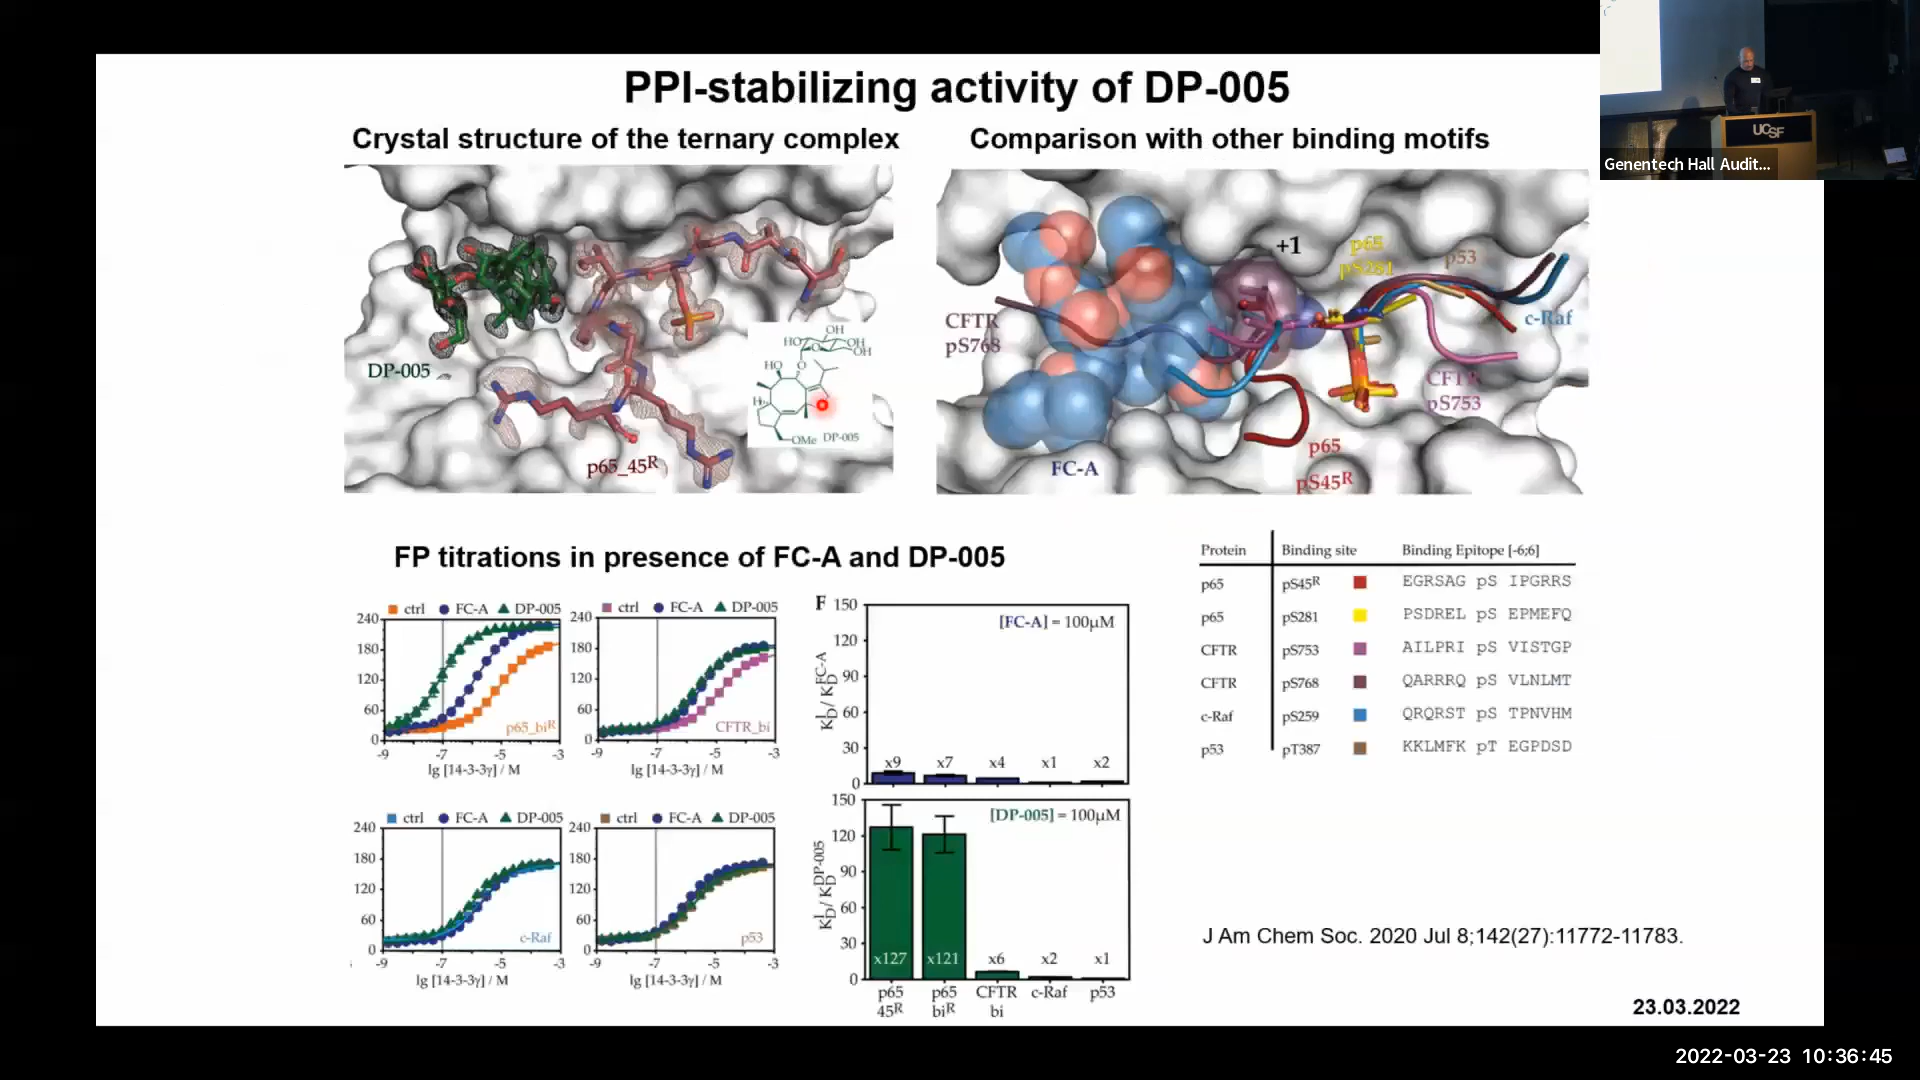 PPI-stabilizing activity of DP-005
Crystal structure of the ternary complex
DP-005
p65_45R
OH
HO
OH
OH
O
O
HO
H
OMe
DP-005
Comparison with other binding motifs
+1
p65
pS281
p53
CFTR
pS768
c-Raf
CFTR
pS753
p65
pS45R
FC-A
UCSF
Genentech Hall Audit...
FP titrations in presence of FC-A and DP-005
ctrl FC-A DP-005
240
180
120
60
0
p65_biR
-9 -7 -5 -3
lg [14-3-3γ] / M
ctrl FC-A DP-005
240
180
120
60
0
CFTR_bi
-9 -7 -5 -3
lg [14-3-3γ] / M
ctrl FC-A DP-005
240
180
120
60
0
c-Raf
-9 -7 -5 -3
lg [14-3-3γ] / M
ctrl FC-A DP-005
240
180
120
60
0
p53
-9 -7 -5 -3
lg [14-3-3γ] / M
F
150
120
90
60
30
0
KDI/ KDFC-A
[FC-A] = 100µM
x9 x7 x4 x1 x2
150
120
90
60
30
0
KDI/ KDDP-005
[DP-005] = 100µM
x127 x121 x6 x2 x1
p65 p65 CFTR c-Raf p53
45R biR bi
Protein Binding site Binding Epitope [-6;6]
p65 pS45R EGRSAG pS IPGRRS
p65 pS281 PSDREL pS EPMEFQ
CFTR pS753 AILPRI pS VISTGP
CFTR pS768 QARRRQ pS VLNLMT
c-Raf pS259 QRQRST pS TPNVHM
p53 pT387 KKLMFK pT EGPDSD
J Am Chem Soc. 2020 Jul 8;142(27):11772-11783.
23.03.2022
2022-03-23 10:36:45